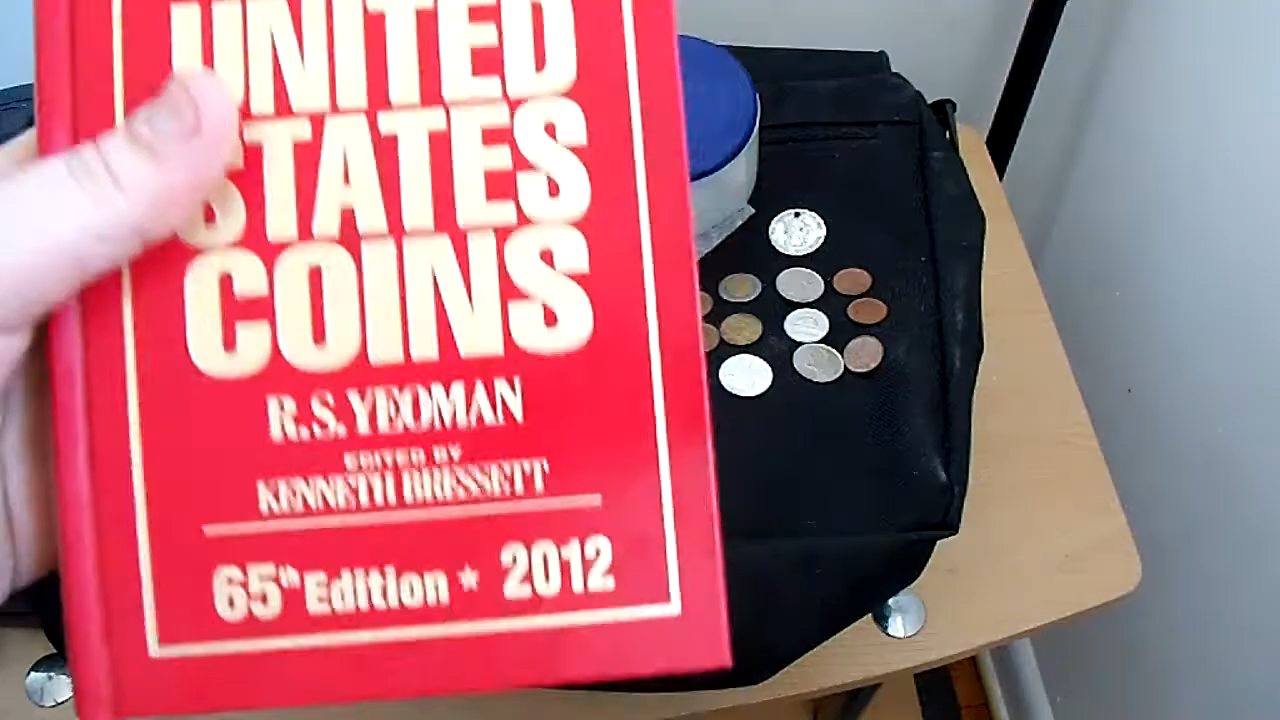 UNITED
STATES
COINS
R.S. YEOMAN
EDITED BY
KENNETH BRESSETT
65th Edition ★ 2012